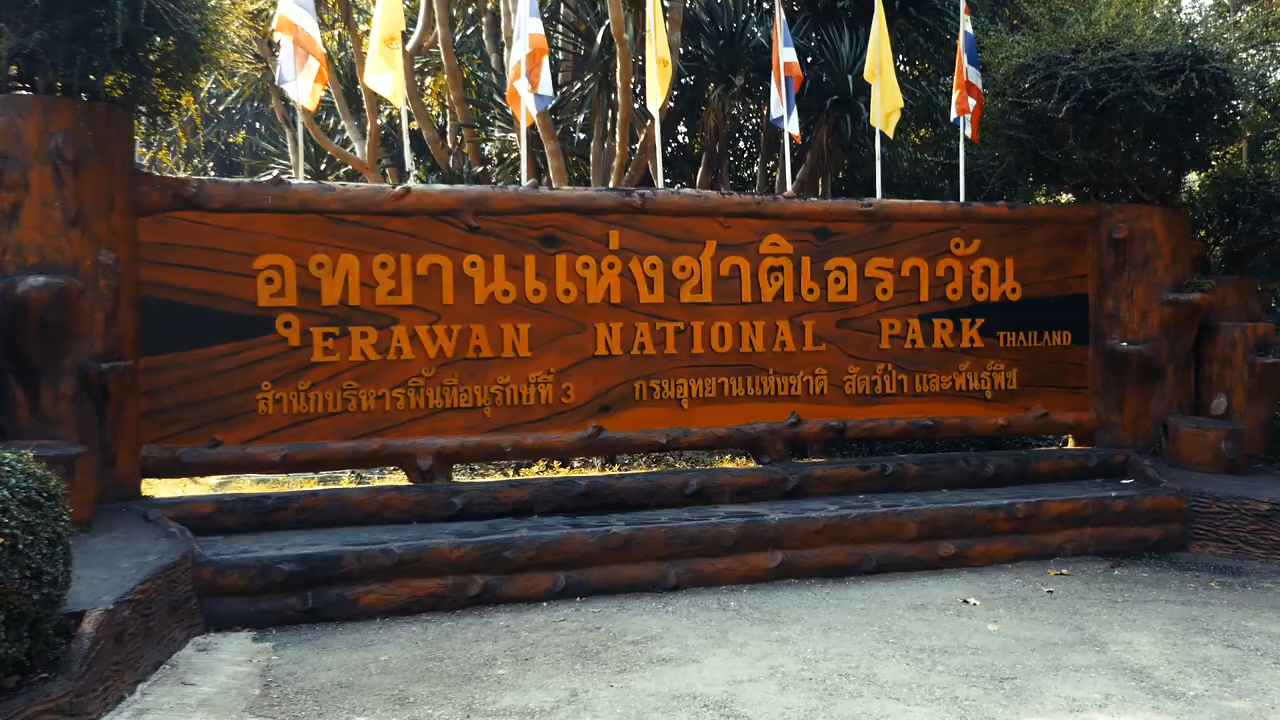 อุทยานแห่งชาติเอราวัณ
ERAWAN NATIONAL PARK THAILAND
สำนักบริหารพื้นที่อนุรักษ์ที่ 3 กรมอุทยานแห่งชาติ สัตว์ป่า และพันธุ์พืช